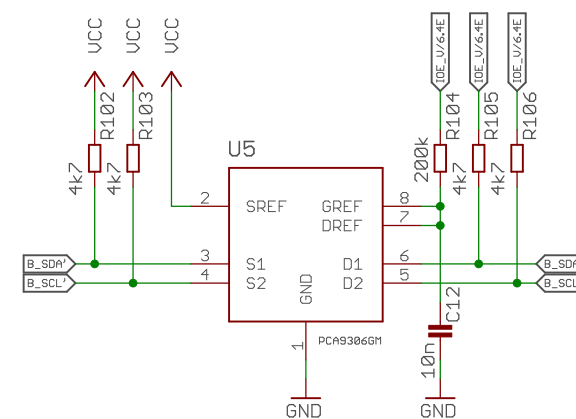 VCC
VCC
VCC
IOE_V/6.4E
IOE_V/6.4E
IOE_V/6.4E
R102
R103
R104
R105
R106
4k7
4k7
200k
4k7
4k7
U5
2
SREF
GREF
8
DREF
7
3
S1
D1
6
4
S2
D2
5
GND
1
B_SDA'
B_SCL'
B_SDA
B_SCL
PCA9306GM
C12
10n
GND
GND